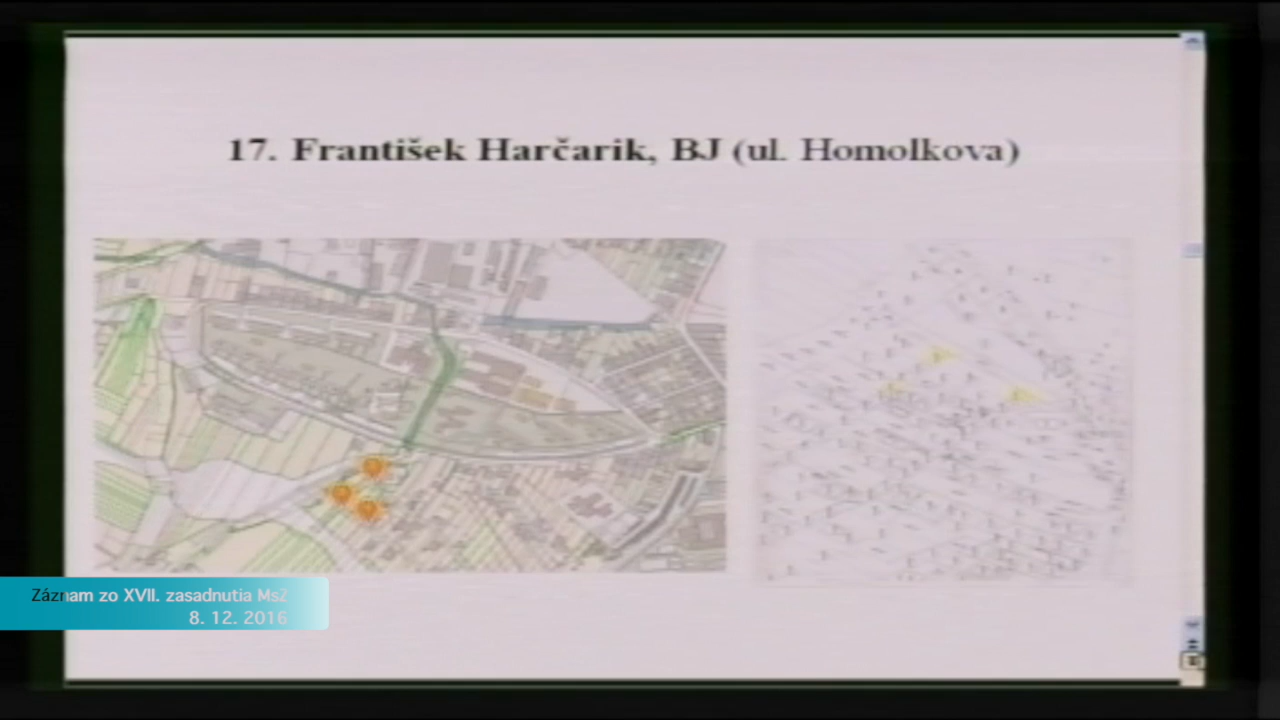 17. František Harčarik, BJ (ul. Homolkova)
Záznam zo XVII. zasadnutia MsZ
8. 12. 2016